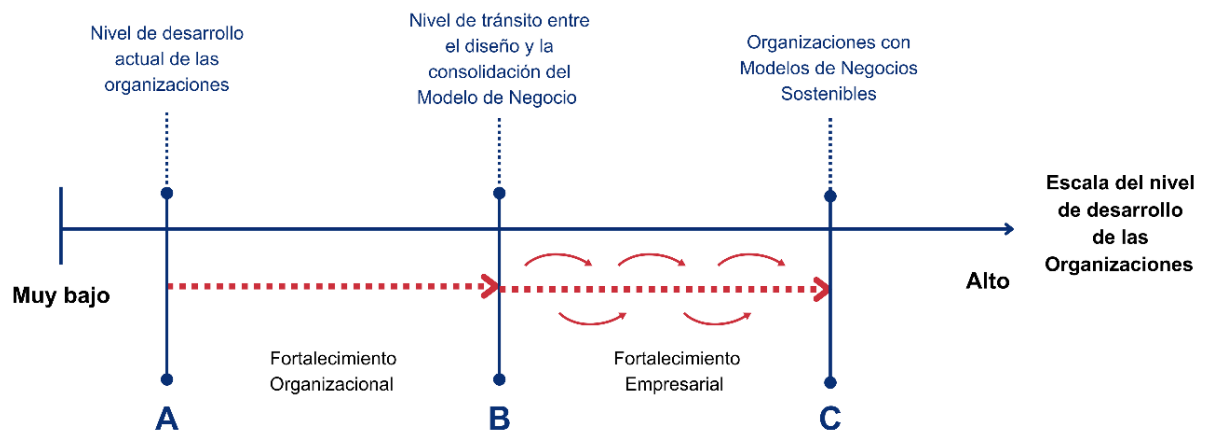 Nivel de desarrollo
actual de las
organizaciones
Nivel de tránsito entre
el diseño y la
consolidación del
Modelo de Negocio
Organizaciones con
Modelos de Negocios
Sostenibles
Escala del nivel
de desarrollo
de las
Organizaciones
Muy bajo
Alto
Fortalecimiento
Organizacional
Fortalecimiento
Empresarial
A
B
C